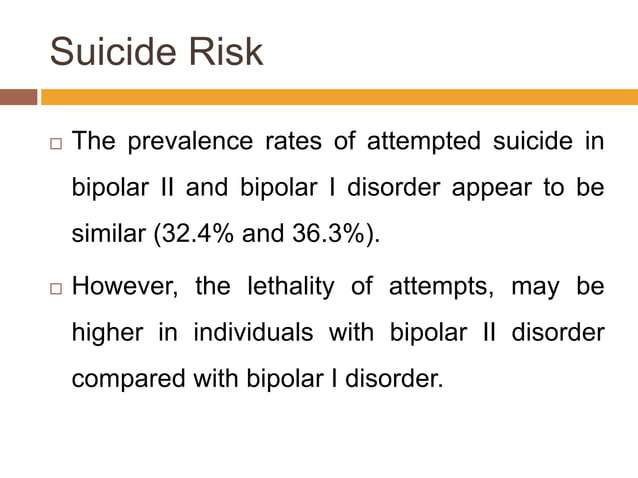 Suicide Risk
The prevalence rates of attempted suicide in
bipolar II and bipolar I disorder appear to be
similar (32.4% and 36.3%).
However, the lethality of attempts, may be
higher in individuals with bipolar II disorder
compared with bipolar I disorder.